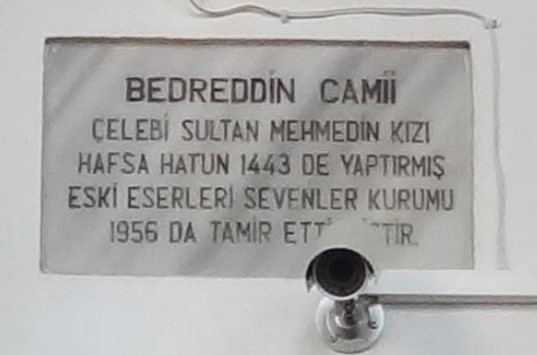 BEDREDDİN CAMİİ
ÇELEBİ SULTAN MEHMEDİN KIZI
HAFSA HATUN 1443 DE YAPTIRMIŞ
ESKİ ESERLERİ SEVENLER KURUMU
1956 DA TAMİR